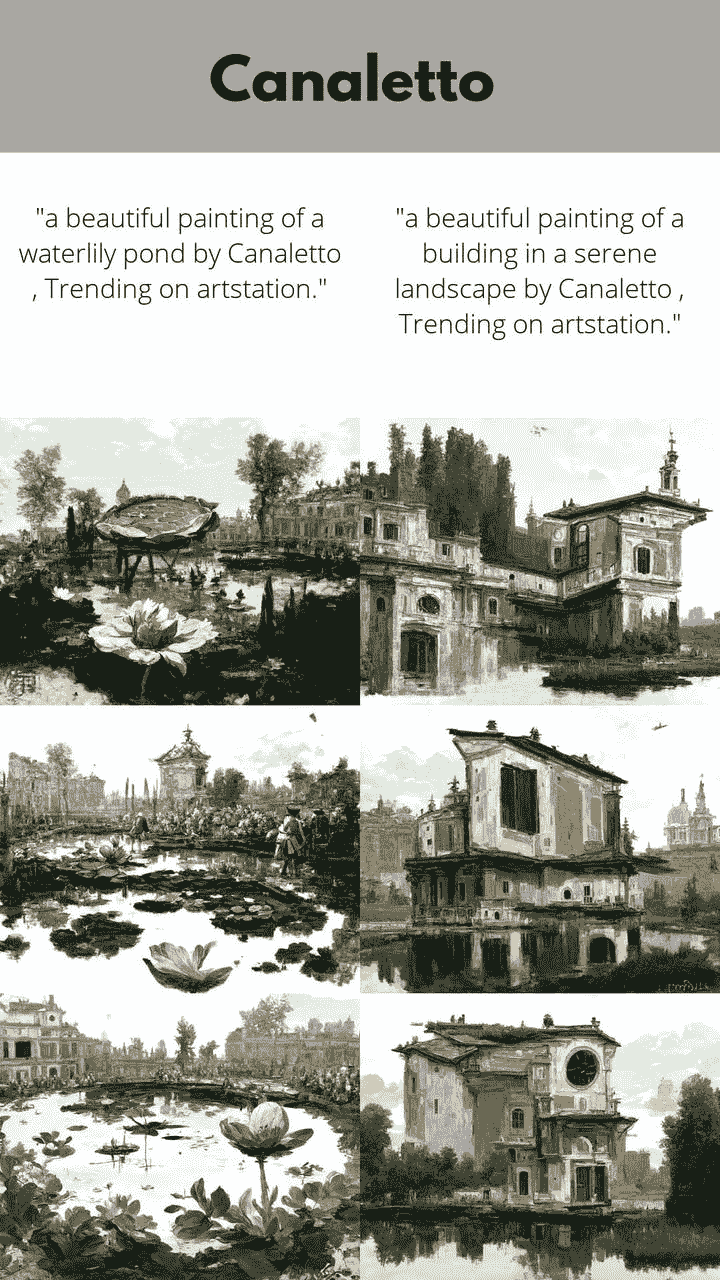 Canaletto
"a beautiful painting of a
waterlily pond by Canaletto
, Trending on artstation."
"a beautiful painting of a
building in a serene
landscape by Canaletto ,
Trending on artstation."